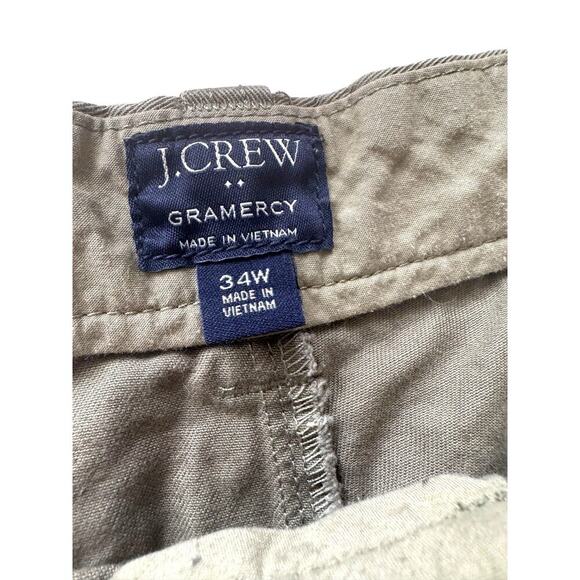 J.CREW
GRAMERCY
MADE IN VIETNAM
34W
MADE IN
VIETNAM